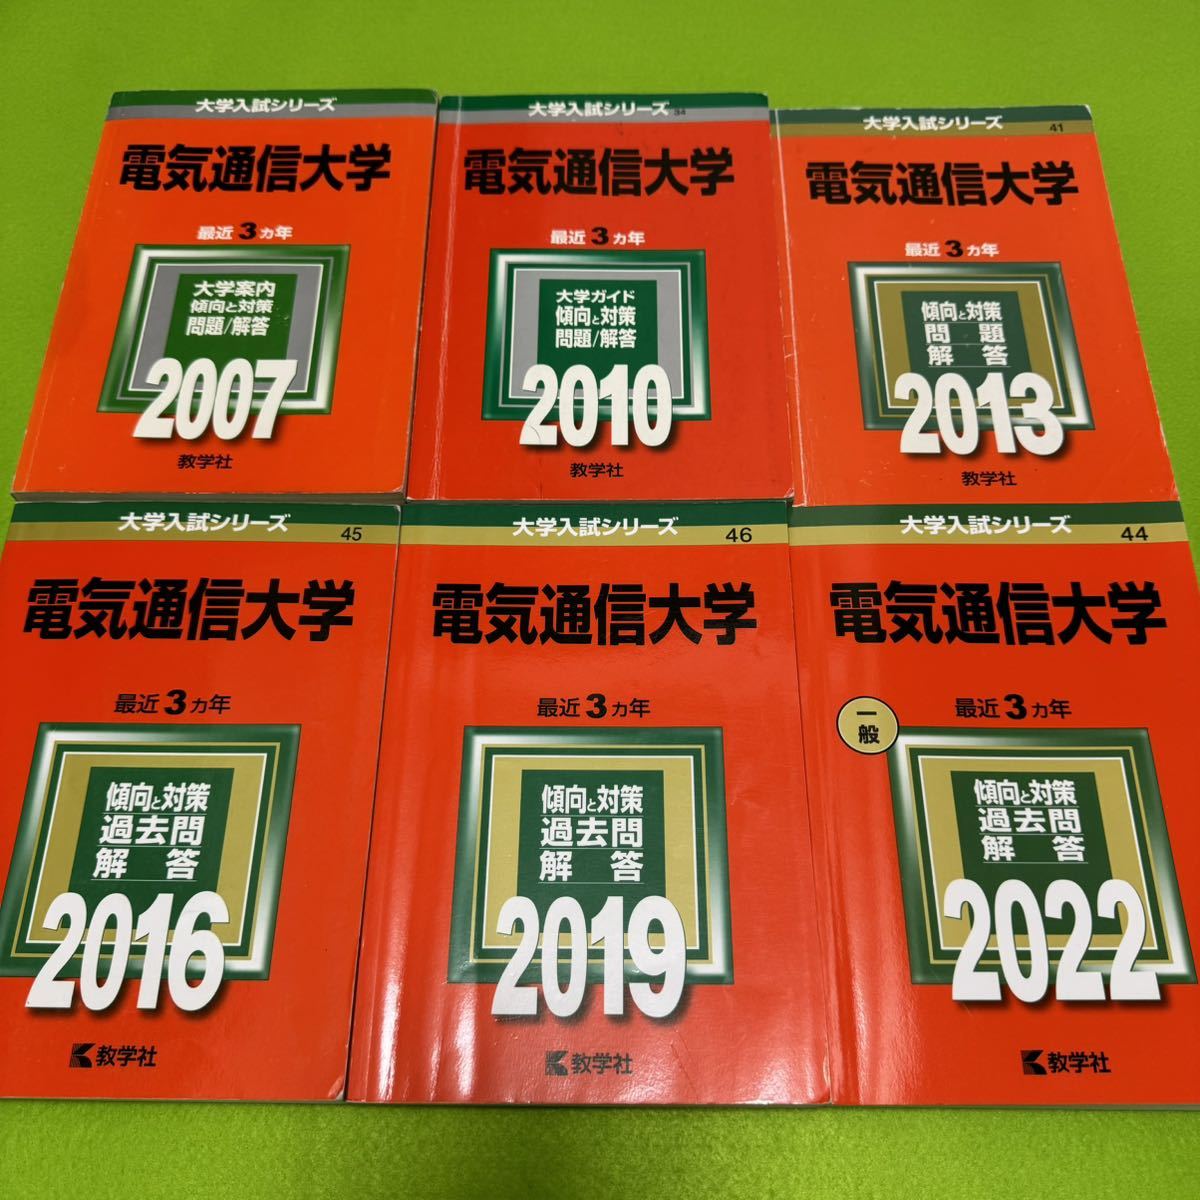 大学入試シリーズ
電気通信大学
最近3ヵ年
大学案内
傾向と対策
問題/解答
2007
教学社
大学入試シリーズ
34
電気通信大学
最近3ヵ年
大学ガイド
傾向と対策
問題/解答
2010
教学社
大学入試シリーズ
41
電気通信大学
最近3ヵ年
傾向と対策
問題
解答
2013
教学社
大学入試シリーズ
45
電気通信大学
最近3ヵ年
傾向と対策
過去問
解答
2016
教学社
大学入試シリーズ
46
電気通信大学
最近3ヵ年
傾向と対策
過去問
解答
2019
教学社
大学入試シリーズ
44
電気通信大学
一般
最近3ヵ年
傾向と対策
過去問
解答
2022
教学社